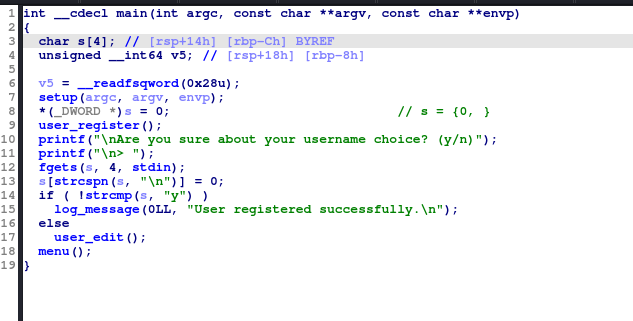 1 int __cdecl main(int argc, const char **argv, const char **envp)
2 {
3 char s[4]; // [rsp+14h] [rbp-Ch] BYREF
4 unsigned __int64 v5; // [rsp+18h] [rbp-8h]
5
6 v5 = __readfsqword(0x28u);
7 setup(argc, argv, envp);
8 *(_DWORD *)s = 0; // s = {0, }
9 user_register();
10 printf("\nAre you sure about your username choice? (y/n)");
11 printf("\n> ");
12 fgets(s, 4, stdin);
13 s[strcspn(s, "\n")] = 0;
14 if ( !strcmp(s, "y") )
15 log_message(0LL, "User registered successfully.\n");
16 else
17 user_edit();
18 menu();
19 }